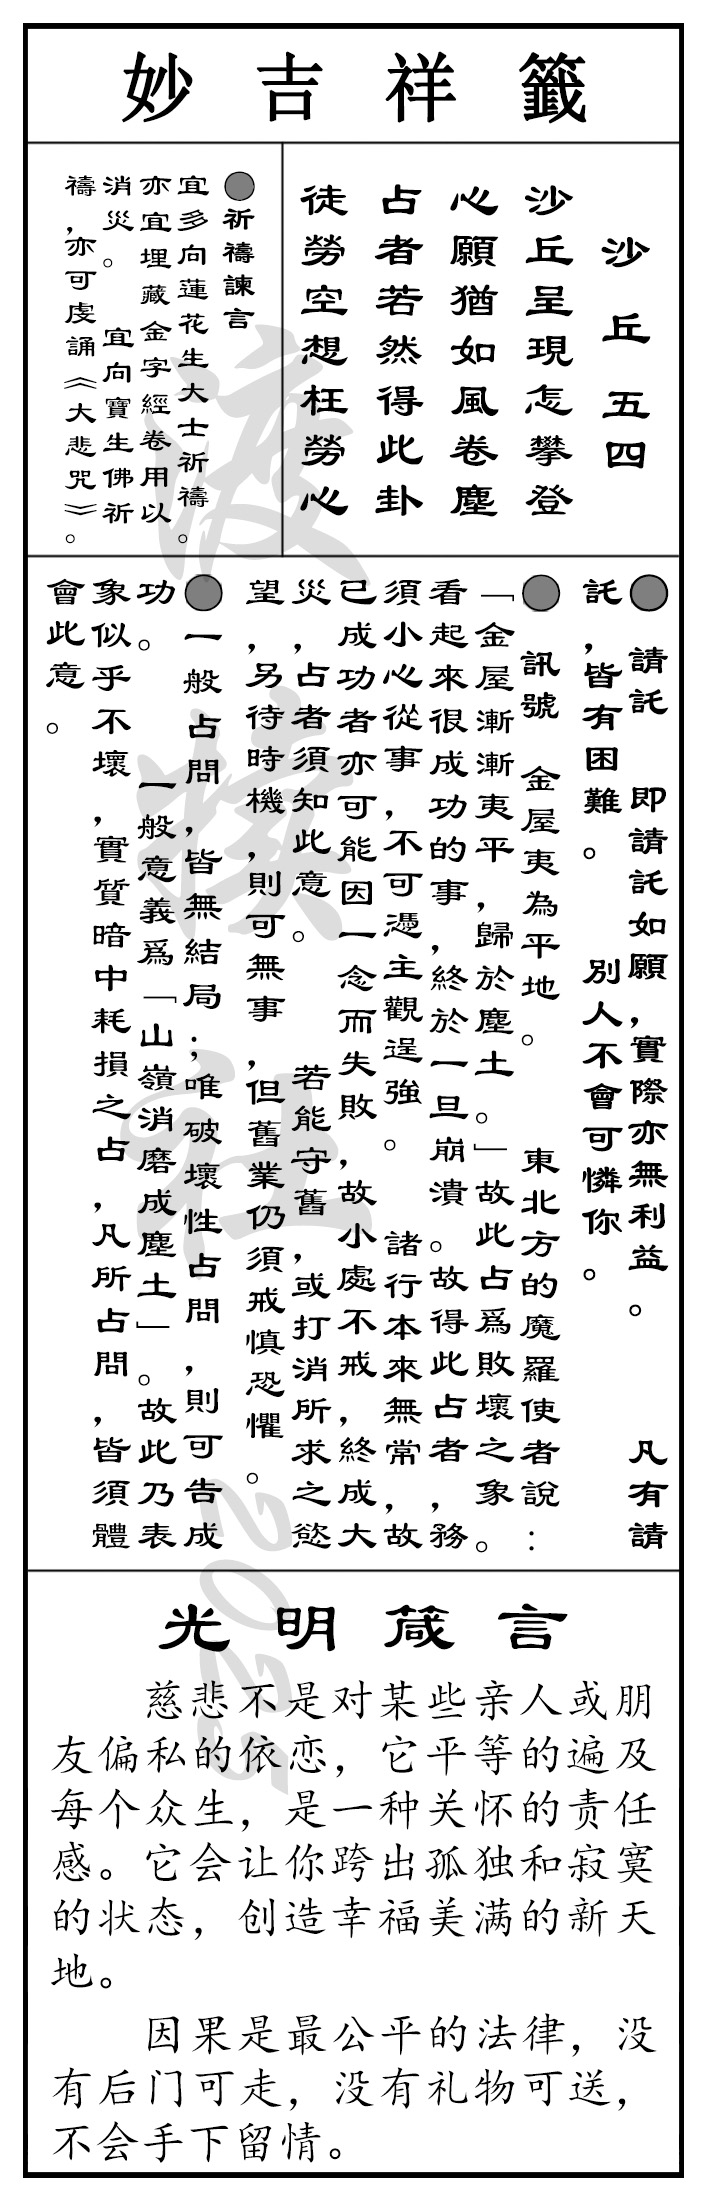 妙吉祥籤
沙丘 五四
沙丘呈現怎攀登
心願猶如風卷塵
占者若然得此卦
徒勞空想枉勞心
●祈禱諫言
宜多向蓮花生大士祈禱。
亦宜埋藏金字經卷用以
消災。 宜向寶生佛祈
禱，亦可虔誦《大悲咒》。
● 請託 即請託如願，實際亦無利益。 凡有請
託，皆有困難。 別人不會可憐你。
● 訊號 金屋夷為平地。 東北方的魔羅使者說：
「金屋漸漸夷平，歸於塵土。」故此占爲敗壞之象。
看起來很成功的事，終於一旦崩潰。故得此占者，務
須小心從事，不可憑主觀逞強。 諸行本來無常，故
已成功者亦可能因一念而失敗，故小處不戒，終成大
災，占者須知此意。 若能守舊，或打消所求之慾
望，另待時機，則可無事，但舊業仍須戒慎恐懼。
●一般占問，皆無結局；唯破壞性占問，則可告成
功。 一般意義爲「山嶺消磨成塵土」。故此乃表
象似乎不壞，實質暗中耗損之占，凡所占問，皆須體
會此意。
光明箴言
慈悲不是对某些亲人或朋
友偏私的依恋，它平等的遍及
每个众生，是一种关怀的责任
感。它会让你跨出孤独和寂寞
的状态，创造幸福美满的新天
地。
因果是最公平的法律，没
有后门可走，没有礼物可送，
不会手下留情。
渡
社
2025